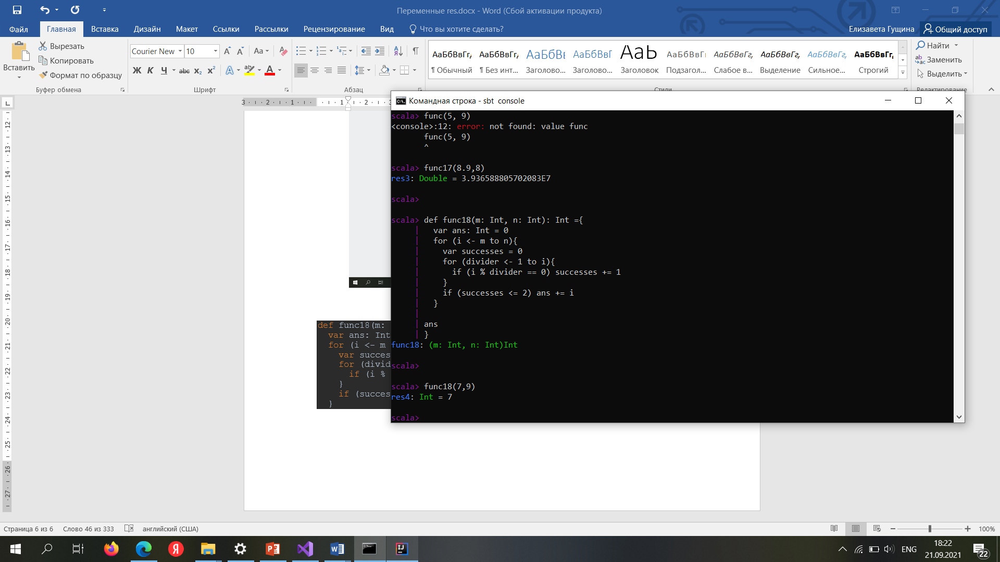 Переменные res.docx - Word (Сбой активации продукта)
Файл Главная Вставка Дизайн Макет Ссылки Рассылки Рецензирование Вид Что вы хотите сделать? Елизавета Гущина Общий доступ
Вставить
Вырезать
Копировать
Формат по образцу
Буфер обмена
Courier New 10
Ж К Ч abc x₂ x²
Шрифт
Абзац
АаБбВвГг, АаБбВвГг, АаБбВв АаБбВвГ АаЬ АаБбВвГг АаБбВвГг, АаБбВвГг, АаБбВвГг, АаБбВвГг,
¶ Обычный ¶ Без инт... Заголово... Заголово... Заголовок Подзагол... Слабое в... Выделение Сильное... Строгий
Стили
Найти
Заменить
Выделить
Редактирование
3 2 1 1 2 3
12
13
14
15
16
17
18
19
20
21
22
23
24
25
26
27
def func18(m:
var ans: Int
for (i <- m
var succes
for (divid
if (i %
}
if (succes
}
Командная строка - sbt console
scala> func(5, 9)
<console>:12: error: not found: value func
func(5, 9)
^
scala> func17(8.9,8)
res3: Double = 3.936588805702083E7
scala>
scala> def func18(m: Int, n: Int): Int ={
| var ans: Int = 0
| for (i <- m to n){
| var successes = 0
| for (divider <- 1 to i){
| if (i % divider == 0) successes += 1
| }
| if (successes <= 2) ans += i
| }
|
| ans
| }
func18: (m: Int, n: Int)Int
scala>
scala> func18(7,9)
res4: Int = 7
scala>
Страница 6 из 6 Слово 46 из 333 английский (США) 100%
ENG 18:22
21.09.2021
22